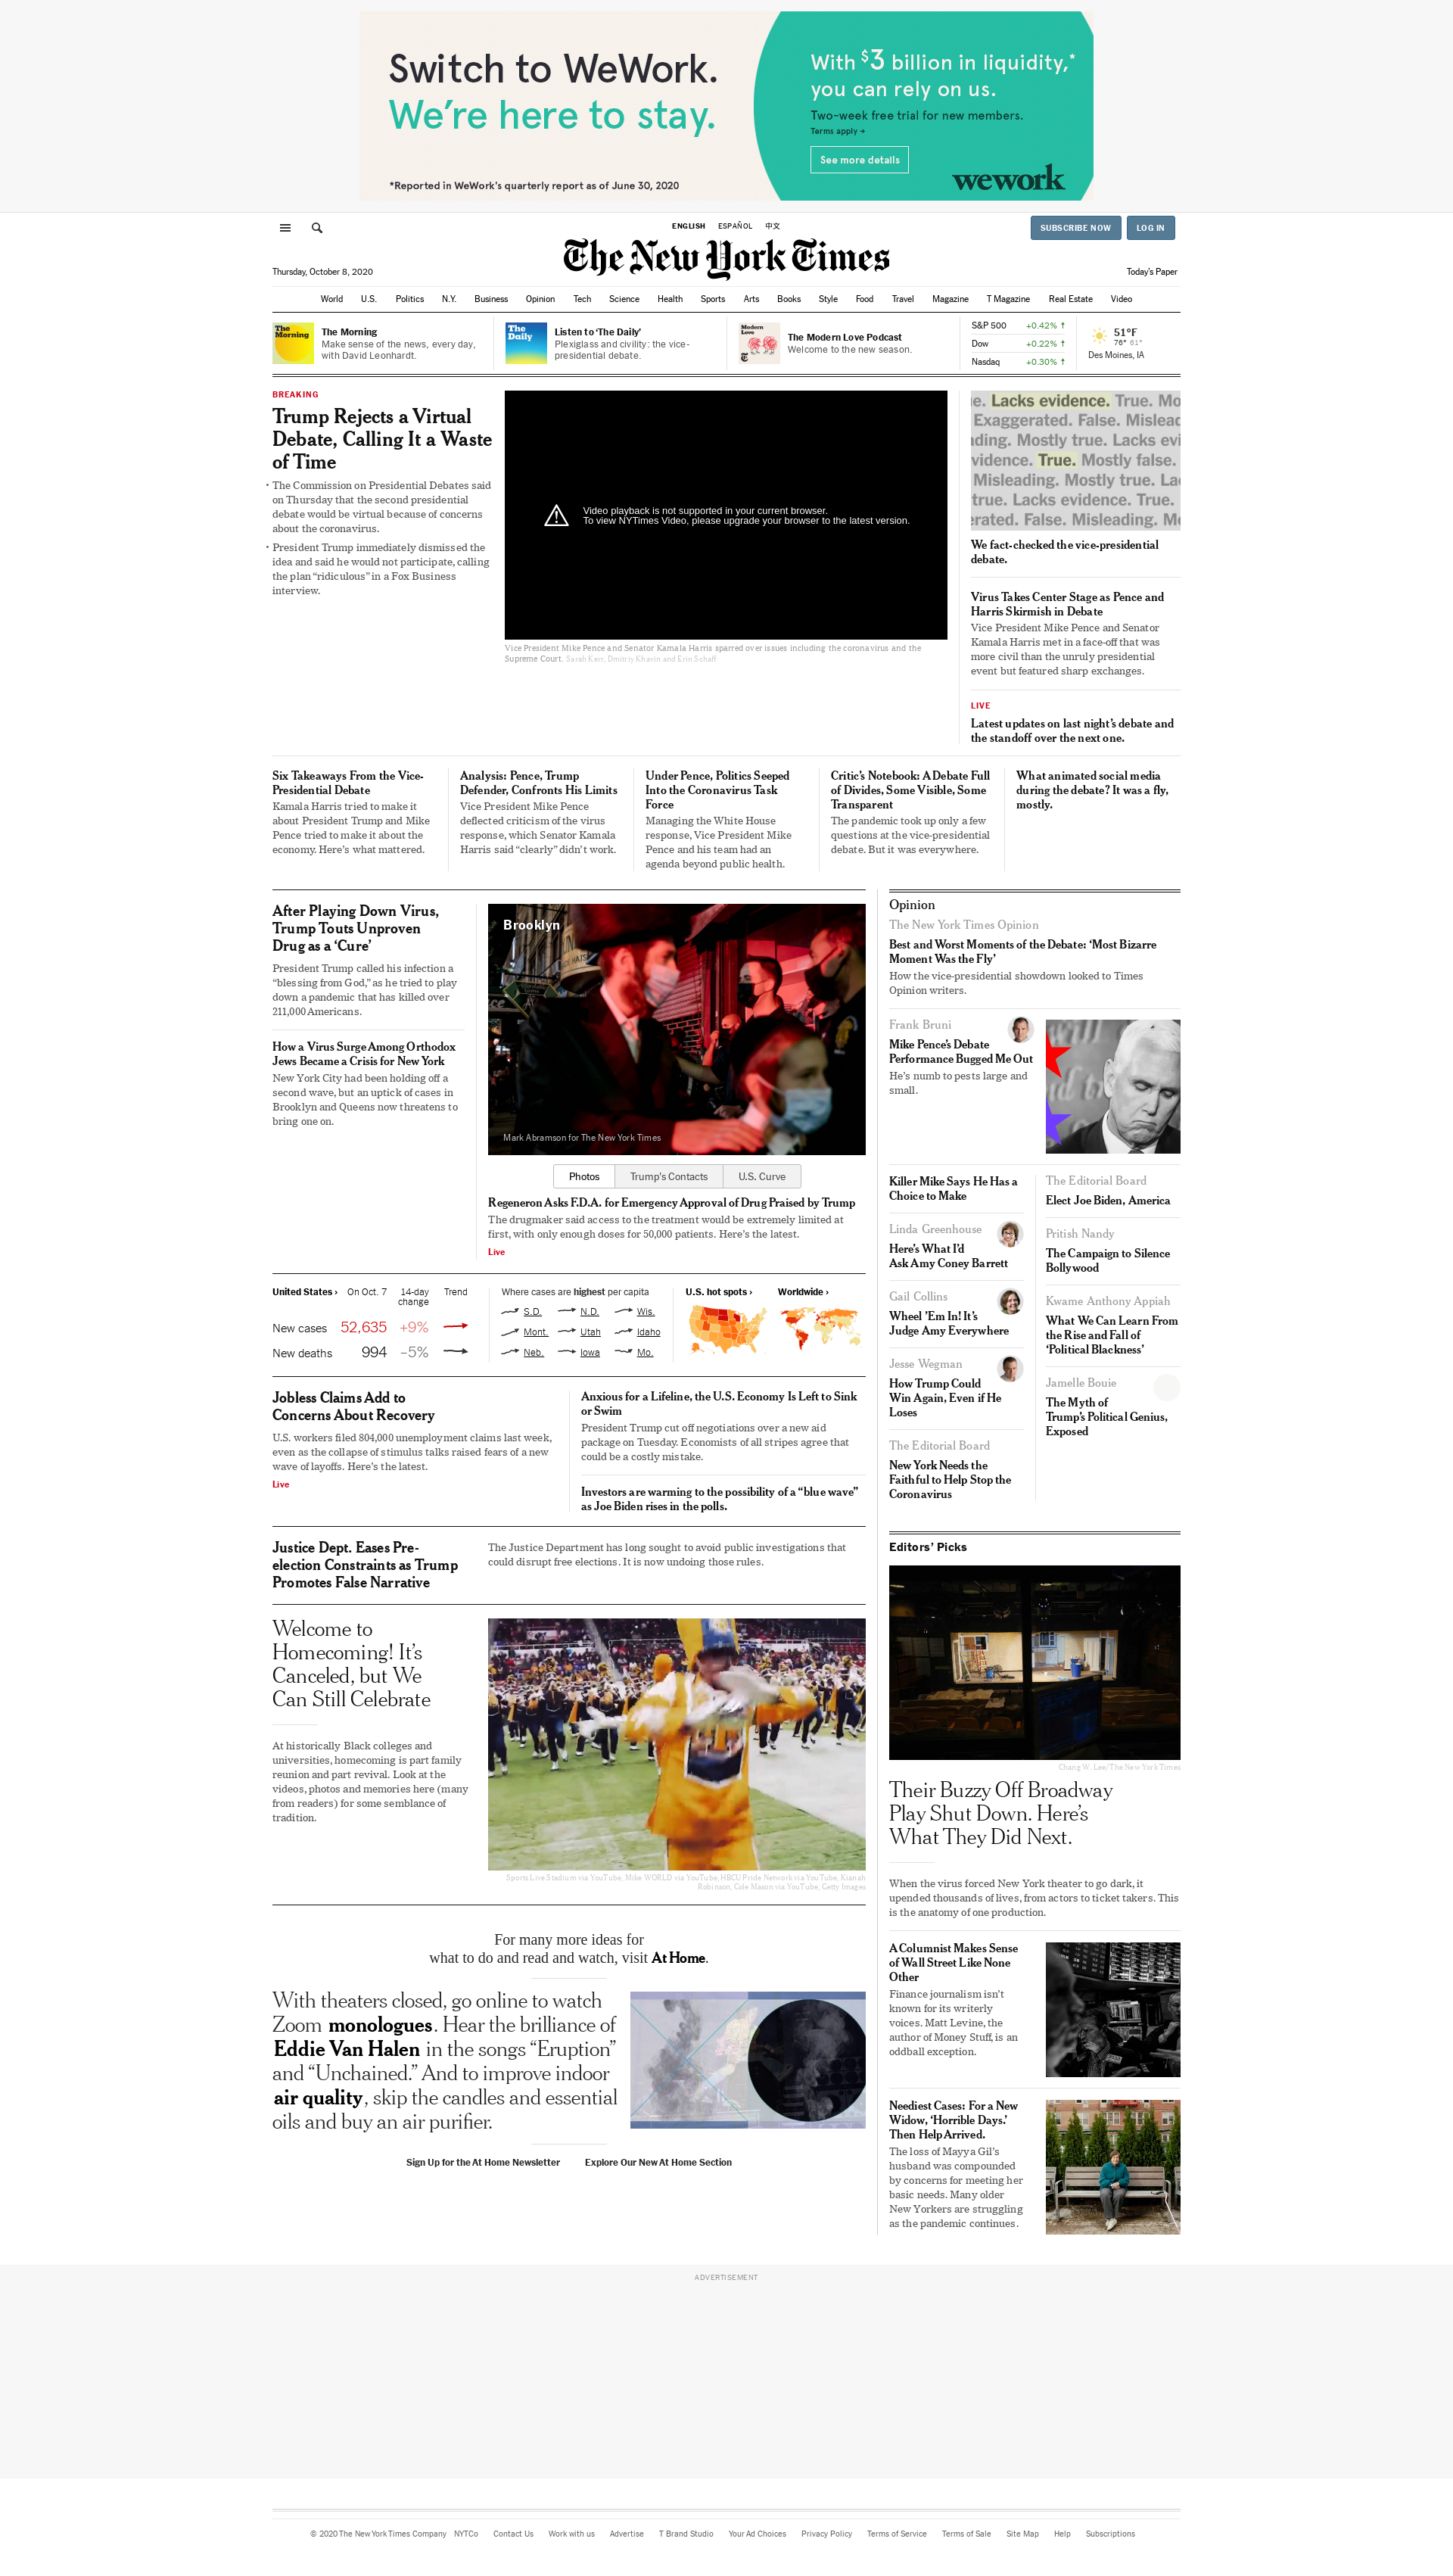 Switch to WeWork.
We're here to stay.
*Reported in WeWork's quarterly report as of June 30, 2020
With $3 billion in liquidity,*
you can rely on us.
Two-week free trial for new members.
Terms apply →
See more details
wework
ENGLISH ESPAÑOL 中文
SUBSCRIBE NOW LOG IN
The New York Times
Thursday, October 8, 2020
Today's Paper
World U.S. Politics N.Y. Business Opinion Tech Science Health Sports Arts Books Style Food Travel Magazine T Magazine Real Estate Video
The Morning
The Morning
Make sense of the news, every day,
with David Leonhardt.
The Daily
Listen to 'The Daily'
Plexiglass and civility: the vice-
presidential debate.
Modern Love
The Modern Love Podcast
Welcome to the new season.
S&P 500 +0.42% ↑
Dow +0.22% ↑
Nasdaq +0.30% ↑
51°F
76° 61°
Des Moines, IA
BREAKING
Trump Rejects a Virtual
Debate, Calling It a Waste
of Time
• The Commission on Presidential Debates said
on Thursday that the second presidential
debate would be virtual because of concerns
about the coronavirus.
• President Trump immediately dismissed the
idea and said he would not participate, calling
the plan “ridiculous” in a Fox Business
interview.
Video playback is not supported in your current browser.
To view NYTimes Video, please upgrade your browser to the latest version.
Vice President Mike Pence and Senator Kamala Harris sparred over issues including the coronavirus and the
Supreme Court. Sarah Kerr, Dmitriy Khavin and Erin Schaff
e. Lacks evidence. True. Mo
Exaggerated. False. Mislead
ding. Mostly true. Lacks evi
vidence. True. Mostly false.
Misleading. Mostly true. Lac
true. Lacks evidence. True.
erated. False. Misleading. Mo
We fact-checked the vice-presidential
debate.
Virus Takes Center Stage as Pence and
Harris Skirmish in Debate
Vice President Mike Pence and Senator
Kamala Harris met in a face-off that was
more civil than the unruly presidential
event but featured sharp exchanges.
LIVE
Latest updates on last night’s debate and
the standoff over the next one.
Six Takeaways From the Vice-
Presidential Debate
Kamala Harris tried to make it
about President Trump and Mike
Pence tried to make it about the
economy. Here’s what mattered.
Analysis: Pence, Trump
Defender, Confronts His Limits
Vice President Mike Pence
deflected criticism of the virus
response, which Senator Kamala
Harris said “clearly” didn’t work.
Under Pence, Politics Seeped
Into the Coronavirus Task
Force
Managing the White House
response, Vice President Mike
Pence and his team had an
agenda beyond public health.
Critic’s Notebook: A Debate Full
of Divides, Some Visible, Some
Transparent
The pandemic took up only a few
questions at the vice-presidential
debate. But it was everywhere.
What animated social media
during the debate? It was a fly,
mostly.
After Playing Down Virus,
Trump Touts Unproven
Drug as a ‘Cure’
President Trump called his infection a
“blessing from God,” as he tried to play
down a pandemic that has killed over
211,000 Americans.
How a Virus Surge Among Orthodox
Jews Became a Crisis for New York
New York City had been holding off a
second wave, but an uptick of cases in
Brooklyn and Queens now threatens to
bring one on.
Brooklyn
Mark Abramson for The New York Times
Photos Trump’s Contacts U.S. Curve
Regeneron Asks F.D.A. for Emergency Approval of Drug Praised by Trump
The drugmaker said access to the treatment would be extremely limited at
first, with only enough doses for 50,000 patients. Here’s the latest.
Live
United States › On Oct. 7 14-day change Trend
New cases 52,635 +9%
New deaths 994 –5%
Where cases are highest per capita
S.D. N.D. Wis.
Mont. Utah Idaho
Neb. Iowa Mo.
U.S. hot spots › Worldwide ›
Jobless Claims Add to
Concerns About Recovery
U.S. workers filed 804,000 unemployment claims last week,
even as the collapse of stimulus talks raised fears of a new
wave of layoffs. Here’s the latest.
Live
Anxious for a Lifeline, the U.S. Economy Is Left to Sink
or Swim
President Trump cut off negotiations over a new aid
package on Tuesday. Economists of all stripes agree that
could be a costly mistake.
Investors are warming to the possibility of a “blue wave”
as Joe Biden rises in the polls.
Justice Dept. Eases Pre-
election Constraints as Trump
Promotes False Narrative
The Justice Department has long sought to avoid public investigations that
could disrupt free elections. It is now undoing those rules.
Welcome to
Homecoming! It’s
Canceled, but We
Can Still Celebrate
At historically Black colleges and
universities, homecoming is part family
reunion and part revival. Look at the
videos, photos and memories here (many
from readers) for some semblance of
tradition.
Sports Live Stadium via YouTube, Mike WORLD via YouTube, HBCU Pride Network via YouTube, Kianah
Robinson, Cole Mason via YouTube, Getty Images
For many more ideas for
what to do and read and watch, visit At Home.
With theaters closed, go online to watch
Zoom monologues. Hear the brilliance of
Eddie Van Halen in the songs “Eruption”
and “Unchained.” And to improve indoor
air quality, skip the candles and essential
oils and buy an air purifier.
Sign Up for the At Home Newsletter Explore Our New At Home Section
Opinion
The New York Times Opinion
Best and Worst Moments of the Debate: ‘Most Bizarre
Moment Was the Fly’
How the vice-presidential showdown looked to Times
Opinion writers.
Frank Bruni
Mike Pence’s Debate
Performance Bugged Me Out
He’s numb to pests large and
small.
Killer Mike Says He Has a
Choice to Make
Linda Greenhouse
Here’s What I’d
Ask Amy Coney Barrett
Gail Collins
Wheel ’Em In! It’s
Judge Amy Everywhere
Jesse Wegman
How Trump Could
Win Again, Even if He
Loses
The Editorial Board
New York Needs the
Faithful to Help Stop the
Coronavirus
The Editorial Board
Elect Joe Biden, America
Pritish Nandy
The Campaign to Silence
Bollywood
Kwame Anthony Appiah
What We Can Learn From
the Rise and Fall of
‘Political Blackness’
Jamelle Bouie
The Myth of
Trump’s Political Genius,
Exposed
Editors’ Picks
Chang W. Lee/The New York Times
Their Buzzy Off Broadway
Play Shut Down. Here’s
What They Did Next.
When the virus forced New York theater to go dark, it
upended thousands of lives, from actors to ticket takers. This
is the anatomy of one production.
A Columnist Makes Sense
of Wall Street Like None
Other
Finance journalism isn’t
known for its writerly
voices. Matt Levine, the
author of Money Stuff, is an
oddball exception.
Neediest Cases: For a New
Widow, ‘Horrible Days.’
Then Help Arrived.
The loss of Mayya Gil’s
husband was compounded
by concerns for meeting her
basic needs. Many older
New Yorkers are struggling
as the pandemic continues.
ADVERTISEMENT
© 2020 The New York Times Company NYTCo Contact Us Work with us Advertise T Brand Studio Your Ad Choices Privacy Policy Terms of Service Terms of Sale Site Map Help Subscriptions